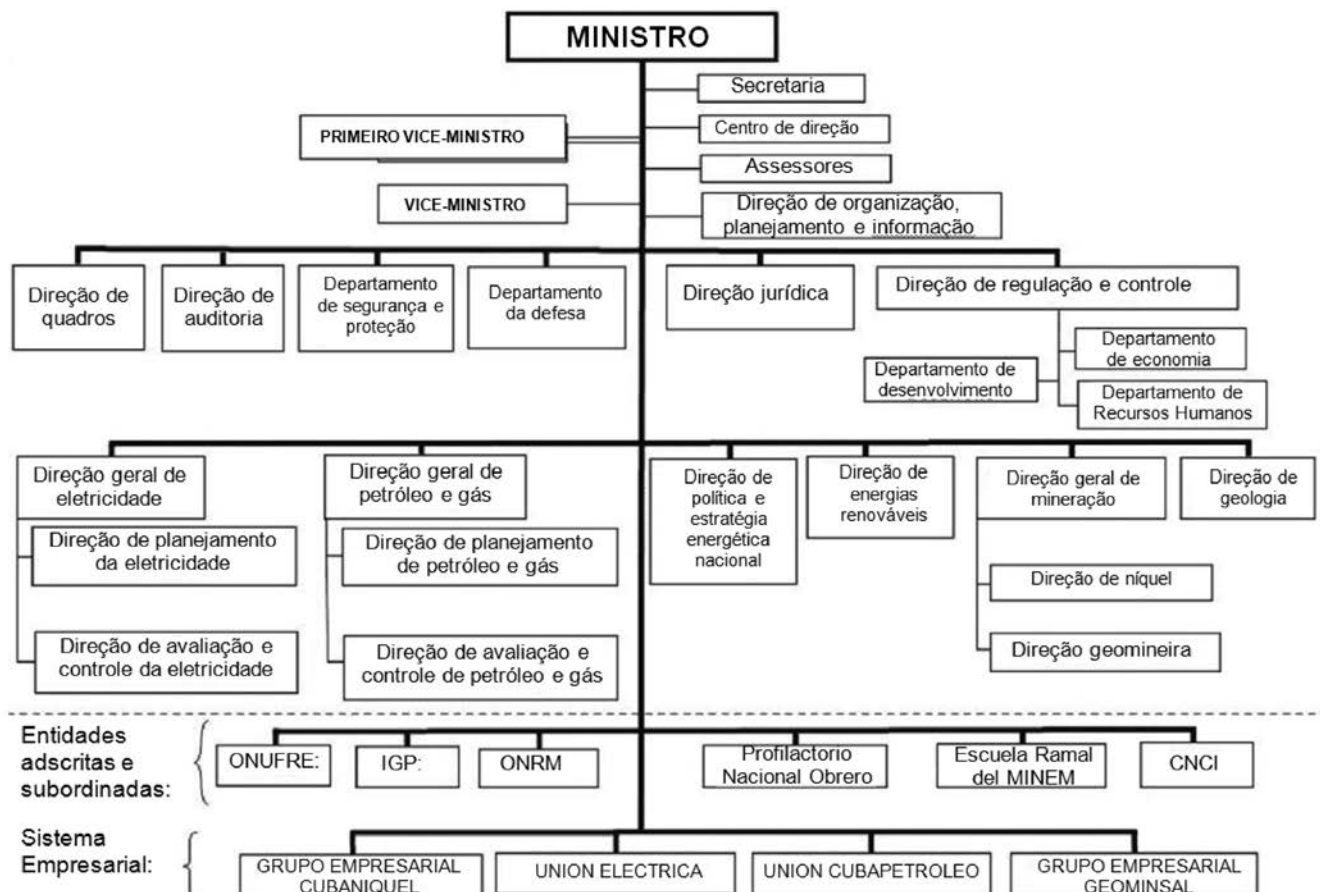 MINISTRO
Secretaria
PRIMEIRO VICE-MINISTRO
Centro de direção
Assessores
VICE-MINISTRO
Direção de organização,
planejamento e informação
Direção de
quadros
Direção de
auditoria
Departamento
de segurança e
proteção
Departamento
da defesa
Direção jurídica
Direção de regulação e controle
Departamento
de economia
Departamento de
desenvolvimento
Departamento de
Recursos Humanos
Direção geral de
eletricidade
Direção de planejamento
da eletricidade
Direção de avaliação e
controle da eletricidade
Direção geral de
petróleo e gás
Direção de planejamento
de petróleo e gás
Direção de avaliação e
controle de petróleo e gás
Direção de
política e
estratégia
energética
nacional
Direção de
energias
renováveis
Direção geral de
mineração
Direção de níquel
Direção geomineira
Direção de
geologia
Entidades
adscritas e
subordinadas:
ONUFRE:
IGP:
ONRM
Profilactorio
Nacional Obrero
Escuela Ramal
del MINEM
CNCI
Sistema
Empresarial:
GRUPO EMPRESARIAL
CUBANIQUEL
UNION ELECTRICA
UNION CUBAPETROLEO
GRUPO EMPRESARIAL
GEOMINSAL